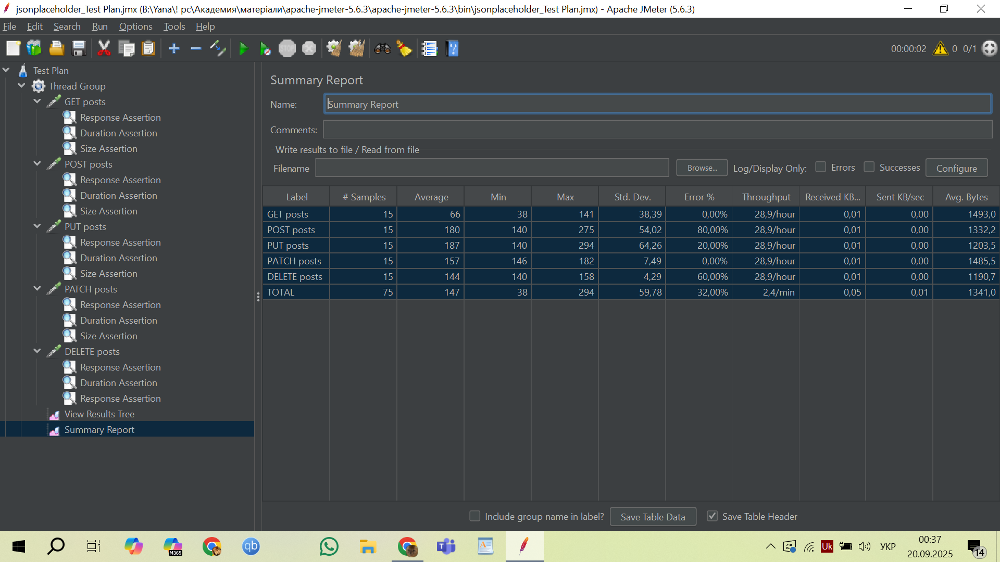 jsonplaceholder_Test Plan.jmx (B:\Yana\! pc\Академия\матеріали\apache-jmeter-5.6.3\apache-jmeter-5.6.3\bin\jsonplaceholder_Test Plan.jmx) - Apache JMeter (5.6.3)
File Edit Search Run Options Tools Help
STOP 00:00:02 0 0/1
Test Plan
Thread Group
GET posts
Response Assertion
Duration Assertion
Size Assertion
POST posts
Response Assertion
Duration Assertion
Size Assertion
PUT posts
Response Assertion
Duration Assertion
Size Assertion
PATCH posts
Response Assertion
Duration Assertion
Size Assertion
DELETE posts
Response Assertion
Duration Assertion
Response Assertion
View Results Tree
Summary Report
Summary Report
Name: Summary Report
Comments:
Write results to file / Read from file
Filename Browse... Log/Display Only: Errors Successes Configure
Label # Samples Average Min Max Std. Dev. Error % Throughput Received KB... Sent KB/sec Avg. Bytes
GET posts 15 66 38 141 38,39 0,00% 28,9/hour 0,01 0,00 1493,0
POST posts 15 180 140 275 54,02 80,00% 28,9/hour 0,01 0,00 1332,2
PUT posts 15 187 140 294 64,26 20,00% 28,9/hour 0,01 0,00 1203,5
PATCH posts 15 157 146 182 7,49 0,00% 28,9/hour 0,01 0,00 1485,5
DELETE posts 15 144 140 158 4,29 60,00% 28,9/hour 0,01 0,00 1190,7
TOTAL 75 147 38 294 59,78 32,00% 2,4/min 0,05 0,01 1341,0
Include group name in label? Save Table Data Save Table Header
M365 qb Uk УКР 00:37 14
20.09.2025